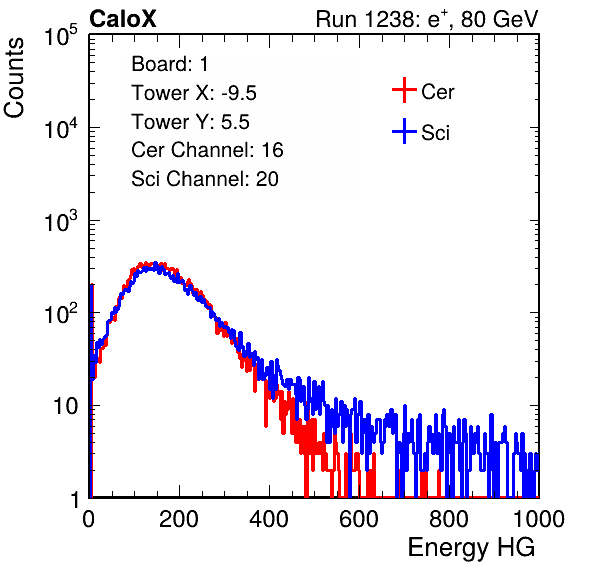 CaloX Run 1238: e⁺, 80 GeV
Counts
10⁵
10⁴
10³
10²
10
1
Board: 1
Tower X: -9.5
Tower Y: 5.5
Cer Channel: 16
Sci Channel: 20
Cer
Sci
0 200 400 600 800 1000
Energy HG